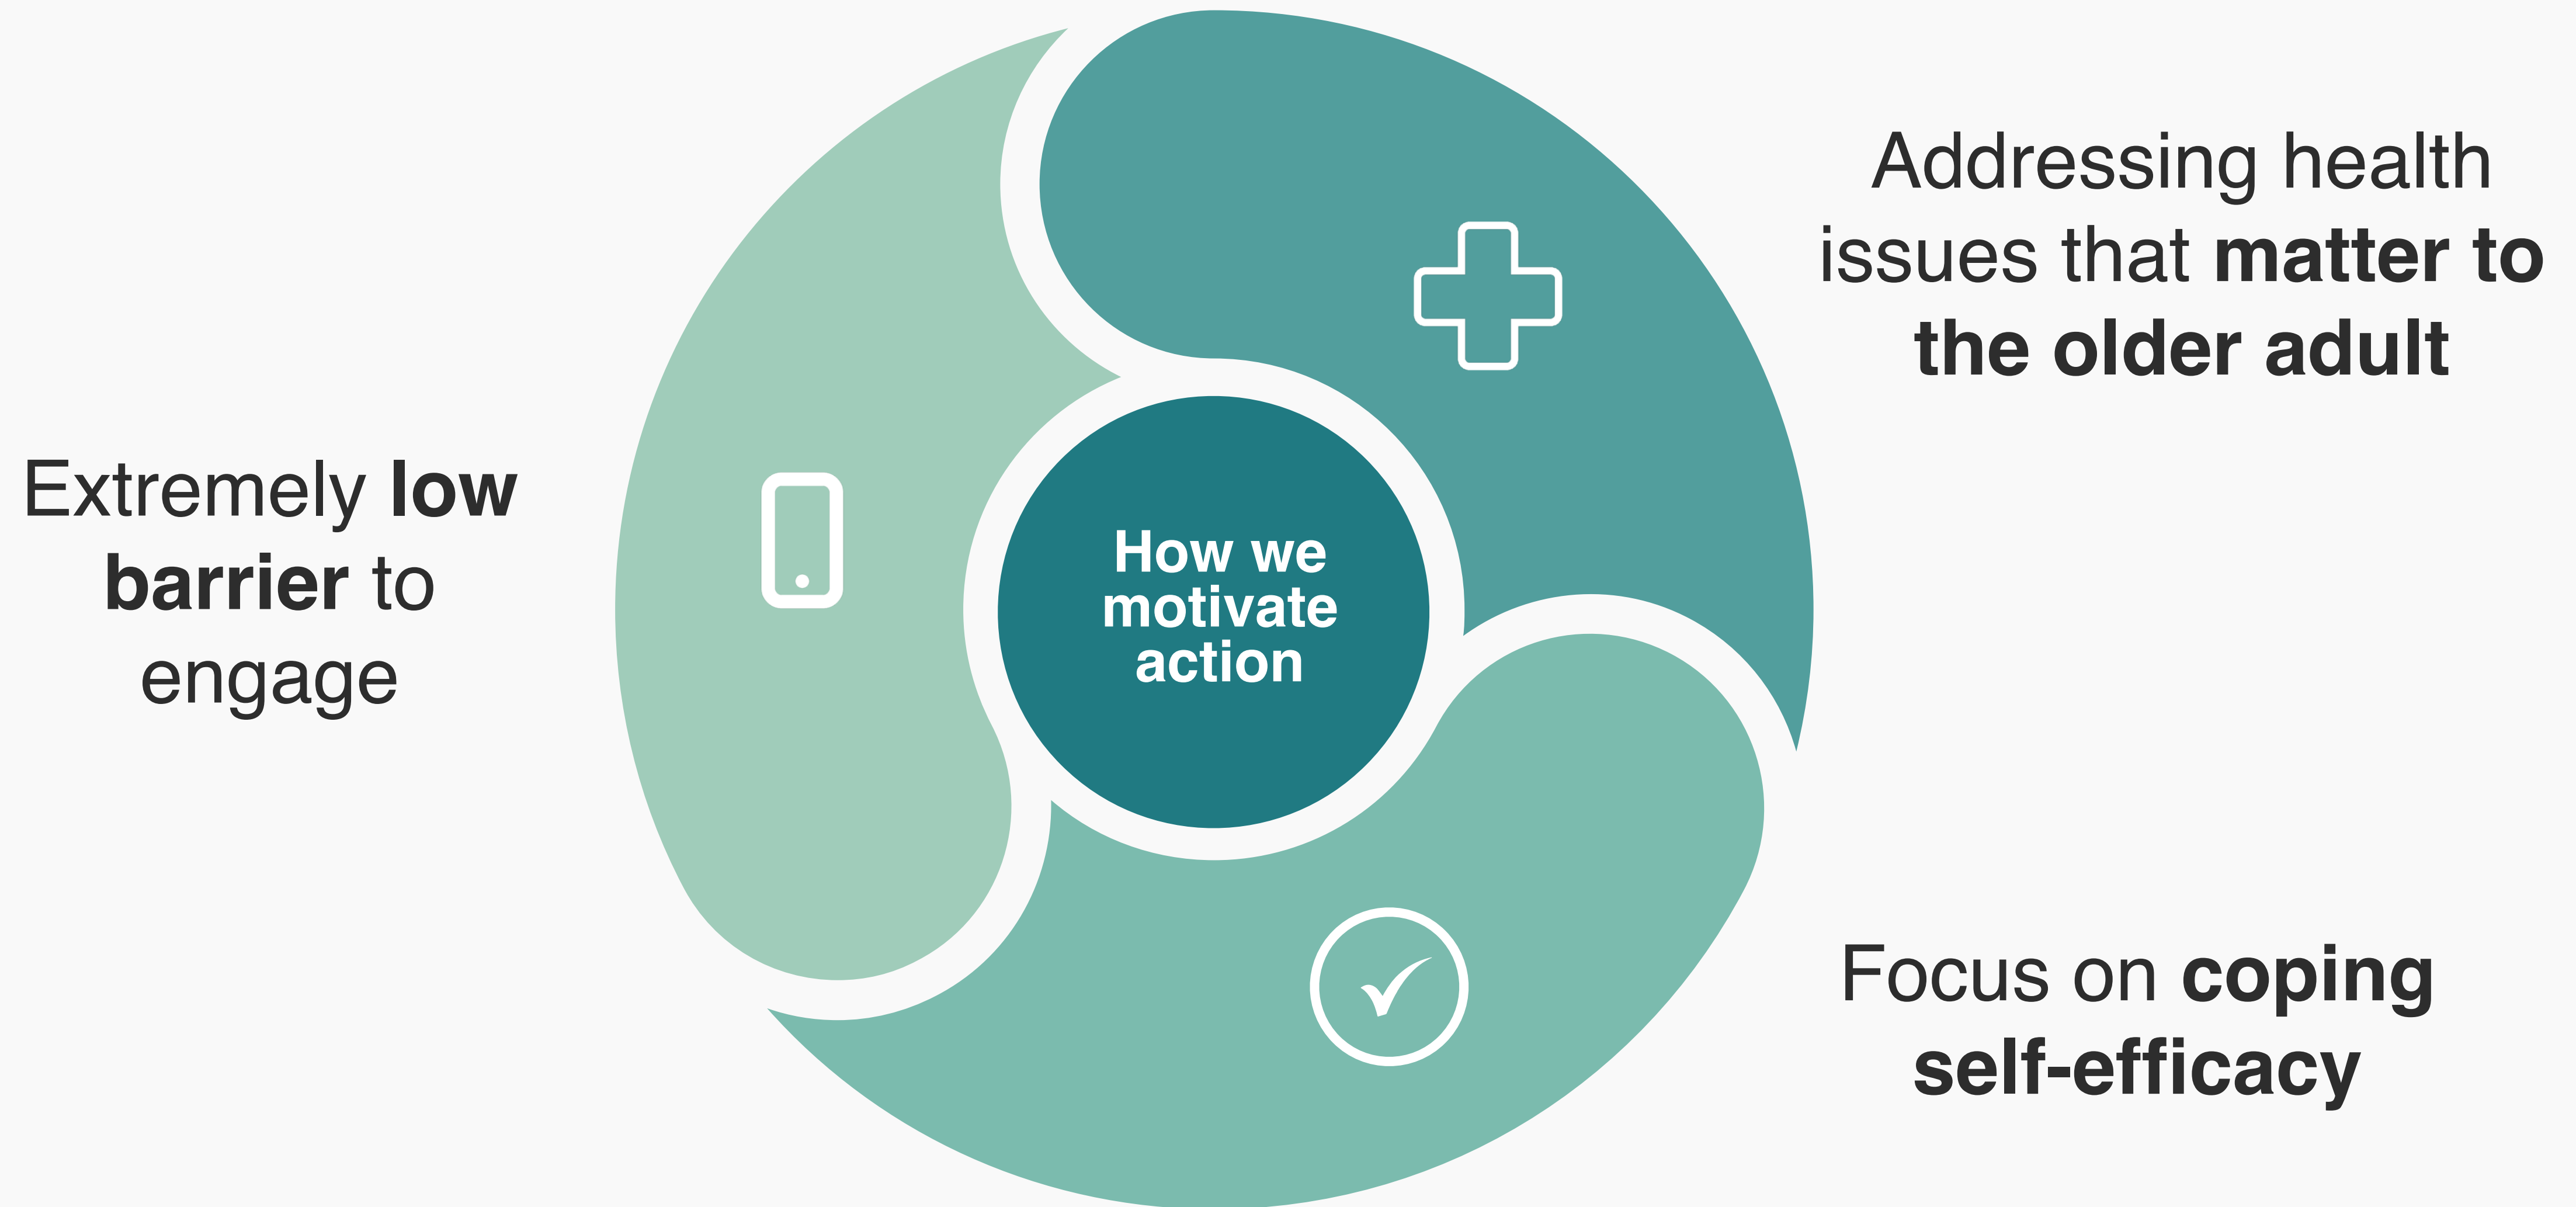 Addressing health
issues that matter to
the older adult
Extremely low
barrier to
engage
How we
motivate
action
Focus on coping
self-efficacy